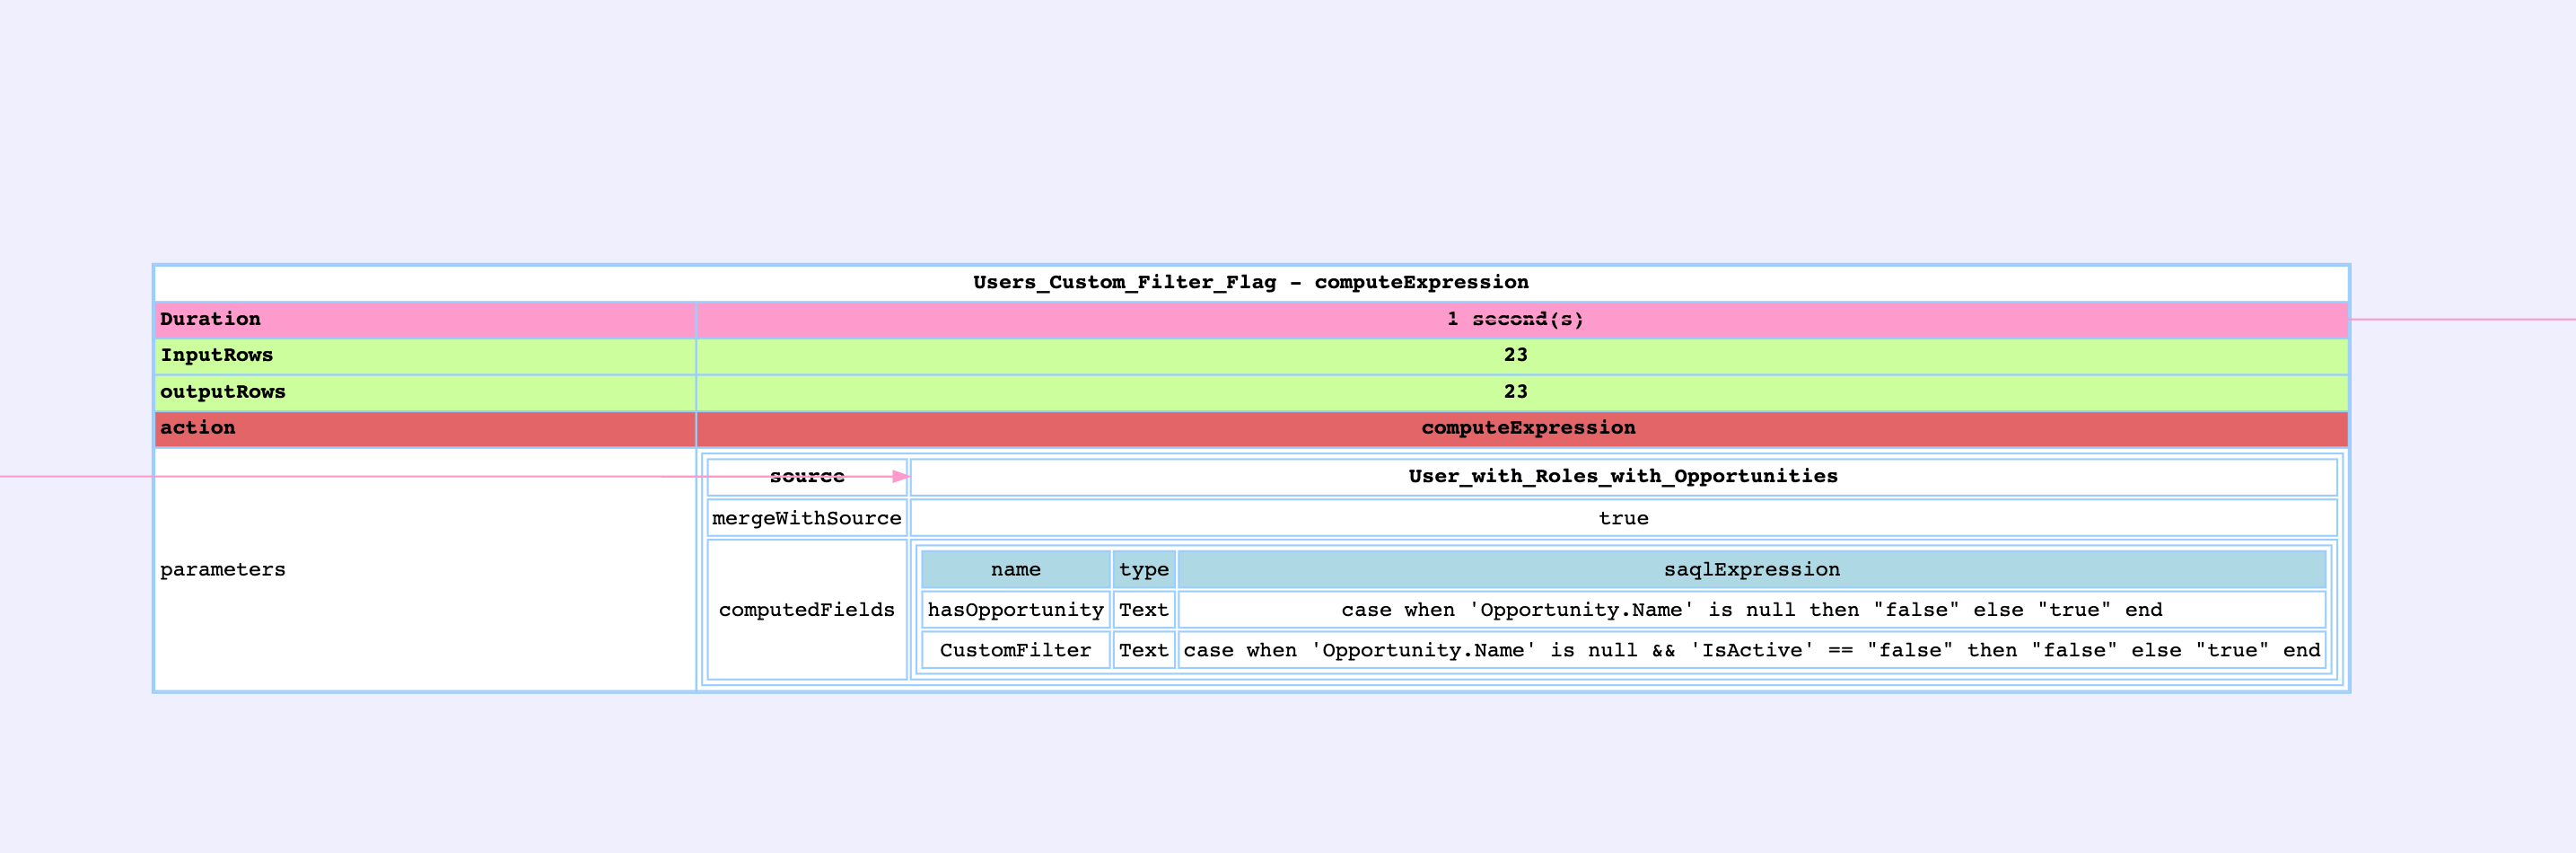 Users_Custom_Filter_Flag - computeExpression
Duration 1 second(s)
InputRows 23
outputRows 23
action computeExpression
parameters
source User_with_Roles_with_Opportunities
mergeWithSource true
computedFields
name type saqlExpression
hasOpportunity Text case when 'Opportunity.Name' is null then "false" else "true" end
CustomFilter Text case when 'Opportunity.Name' is null && 'IsActive' == "false" then "false" else "true" end